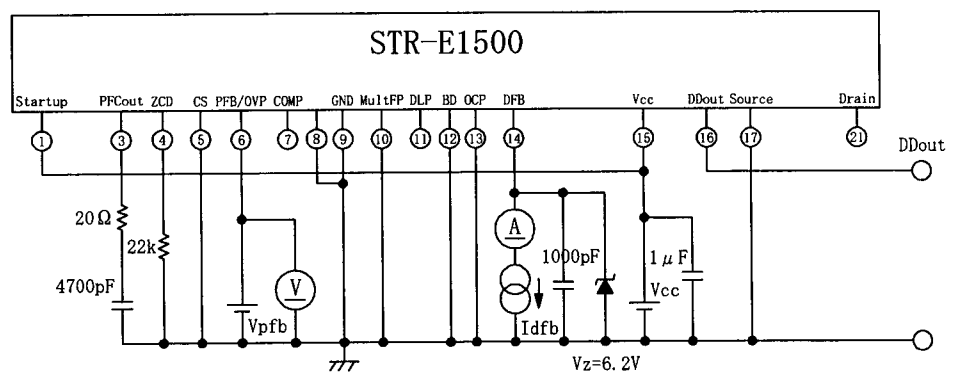 STR-E1500
Startup PFCout ZCD CS PFB/OVP COMP GND MultFP DLP BD OCP DFB Vcc DDout Source Drain
1 3 4 5 6 7 8 9 10 11 12 13 14 15 16 17 21
DDout
20Ω
22k
4700pF
V
Vpfb
A
Idfb
1000pF
Vz=6.2V
1μF
Vcc